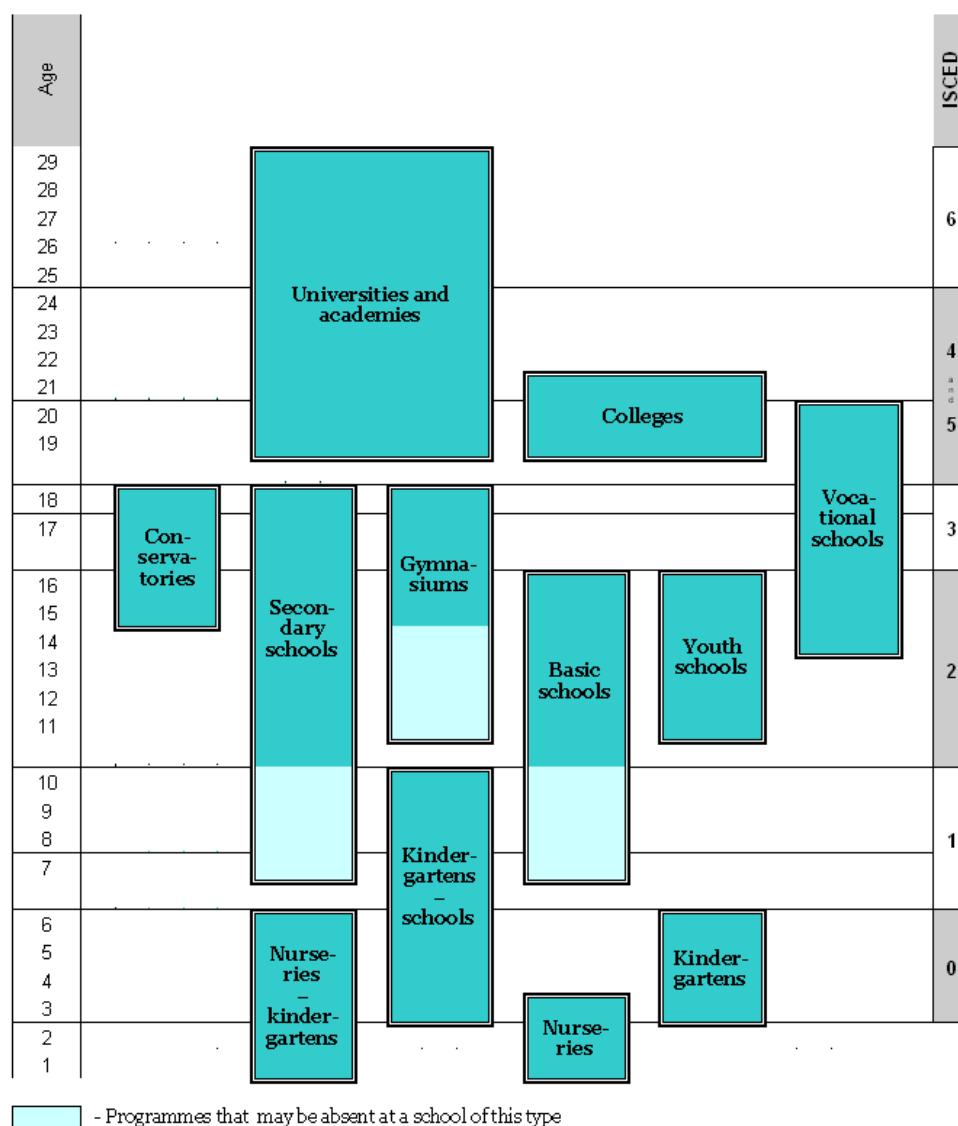 Age
ISCED
29
28
27
26
25
6
Universities and
academies
24
23
22
21
4
and
5
20
19
Colleges
Voca-
tional
schools
18
17
3
Con-
serva-
tories
Gymna-
siums
Secon-
dary
schools
16
15
14
13
12
11
2
Basic
schools
Youth
schools
10
9
8
7
1
Kinder-
gartens
–
schools
6
5
4
3
0
Nurse-
ries
–
kinder-
gartens
Kinder-
gartens
2
1
Nurse-
ries
- Programmes that may be absent at a school of this type